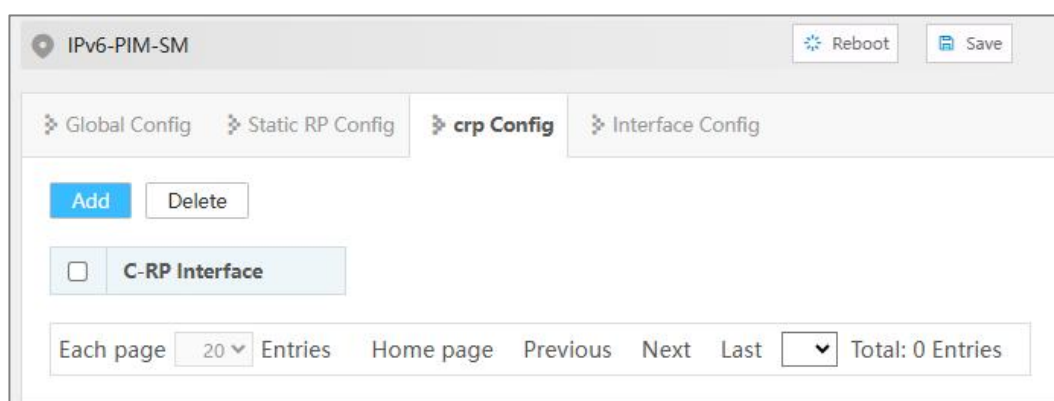 IPv6-PIM-SM Reboot Save
Global Config Static RP Config crp Config Interface Config
Add Delete
C-RP Interface
Each page 20 Entries Home page Previous Next Last Total: 0 Entries